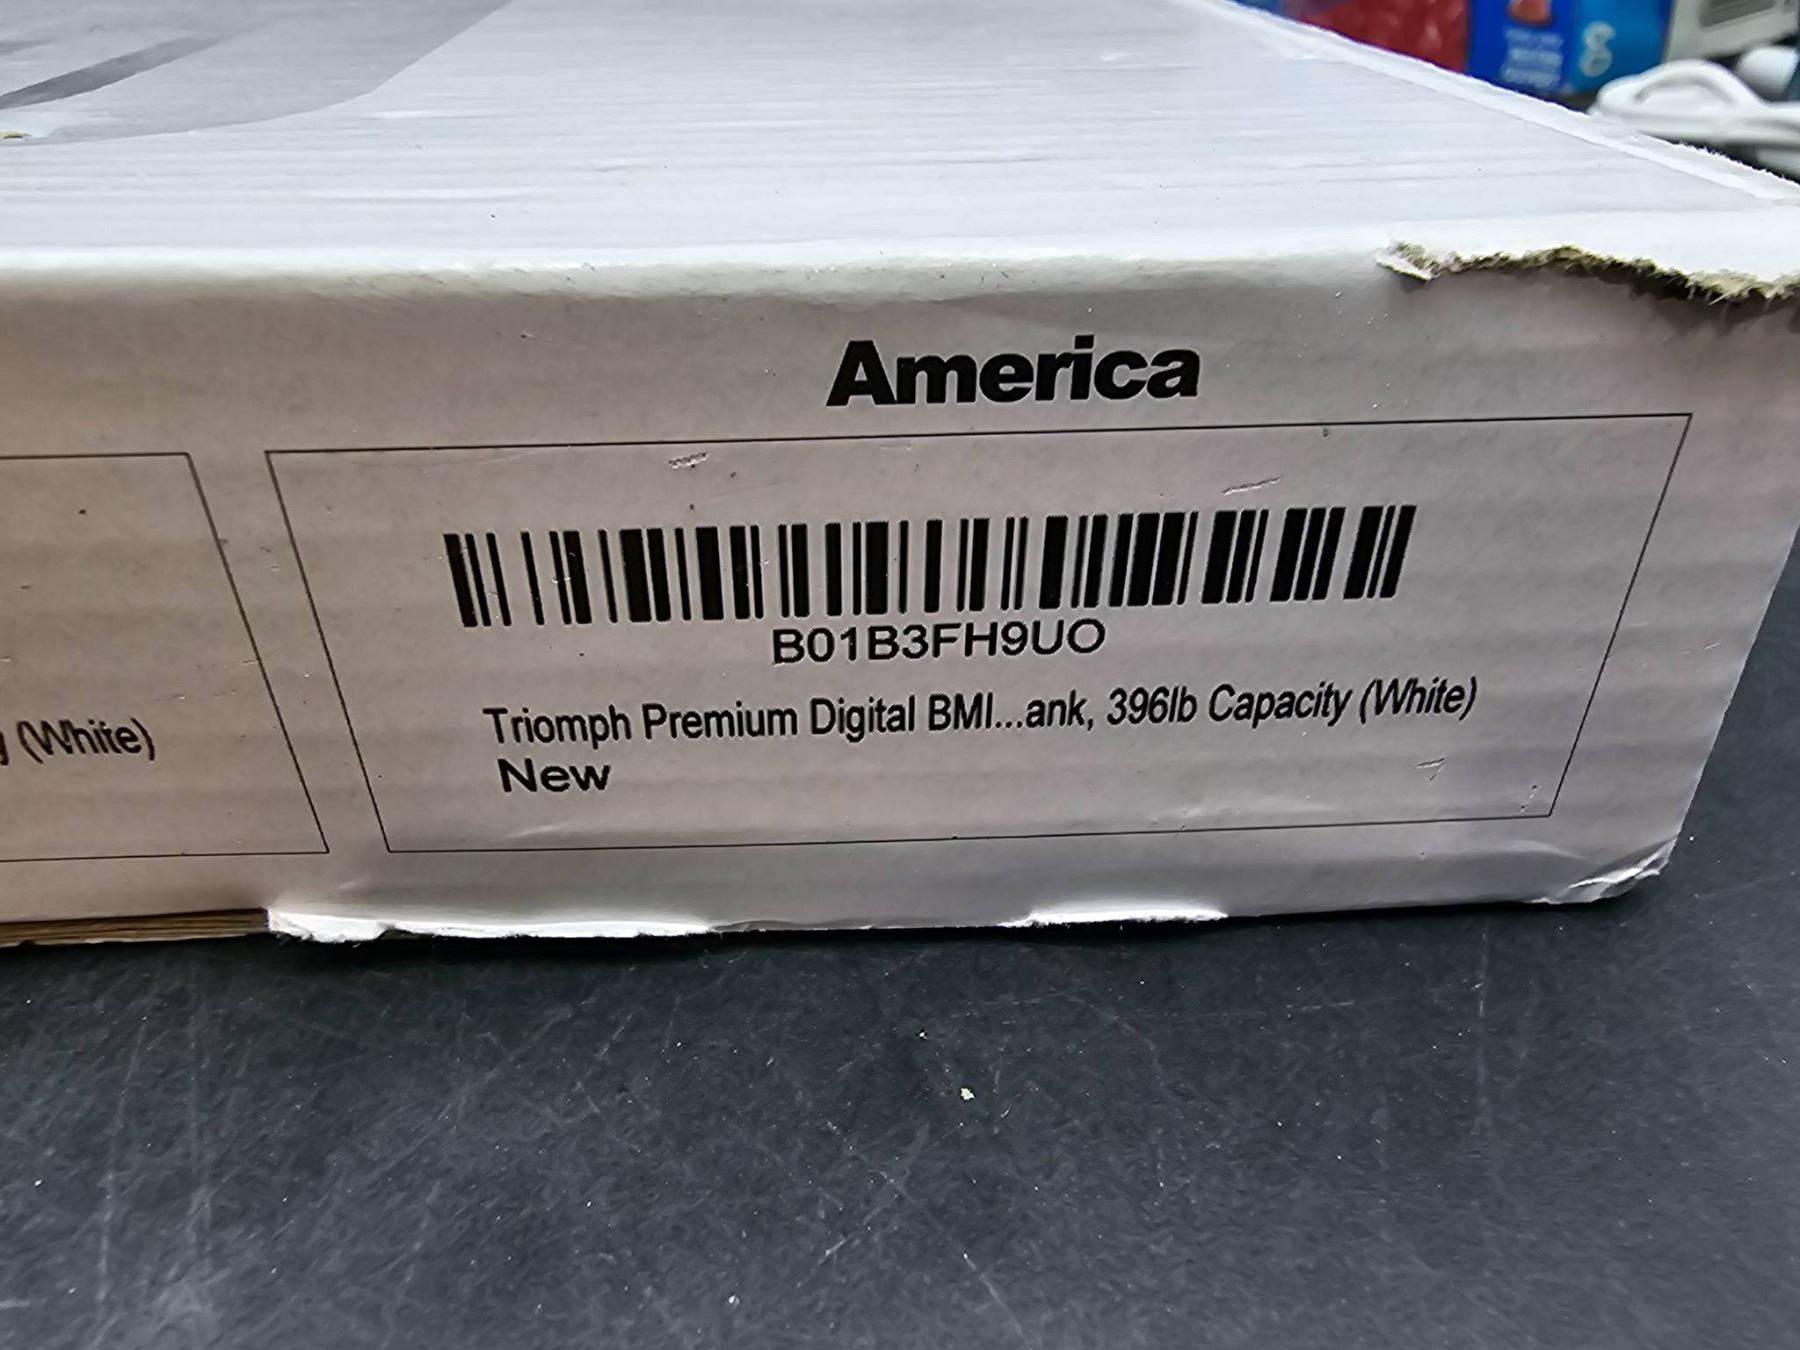 America
B01B3FH9UO
Triomph Premium Digital BMI...ank, 396lb Capacity (White)
New
(White)